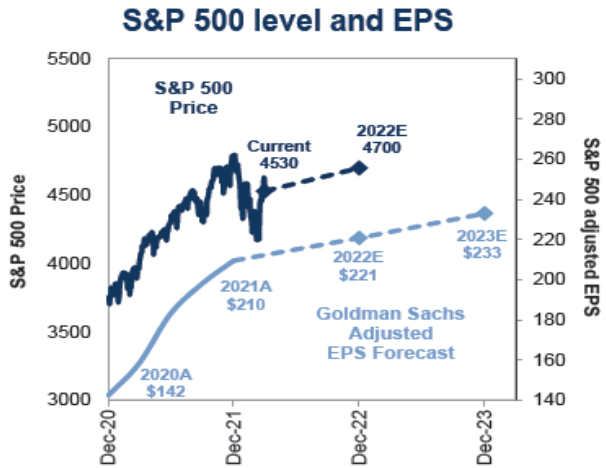 S&P 500 level and EPS
5500
5000
4500
4000
3500
3000
S&P 500 Price
300
280
260
240
220
200
180
160
140
S&P 500 adjusted EPS
S&P 500
Price
Current
4530
2022E
4700
2020A
$142
2021A
$210
2022E
$221
2023E
$233
Goldman Sachs
Adjusted
EPS Forecast
Dec-20
Dec-21
Dec-22
Dec-23